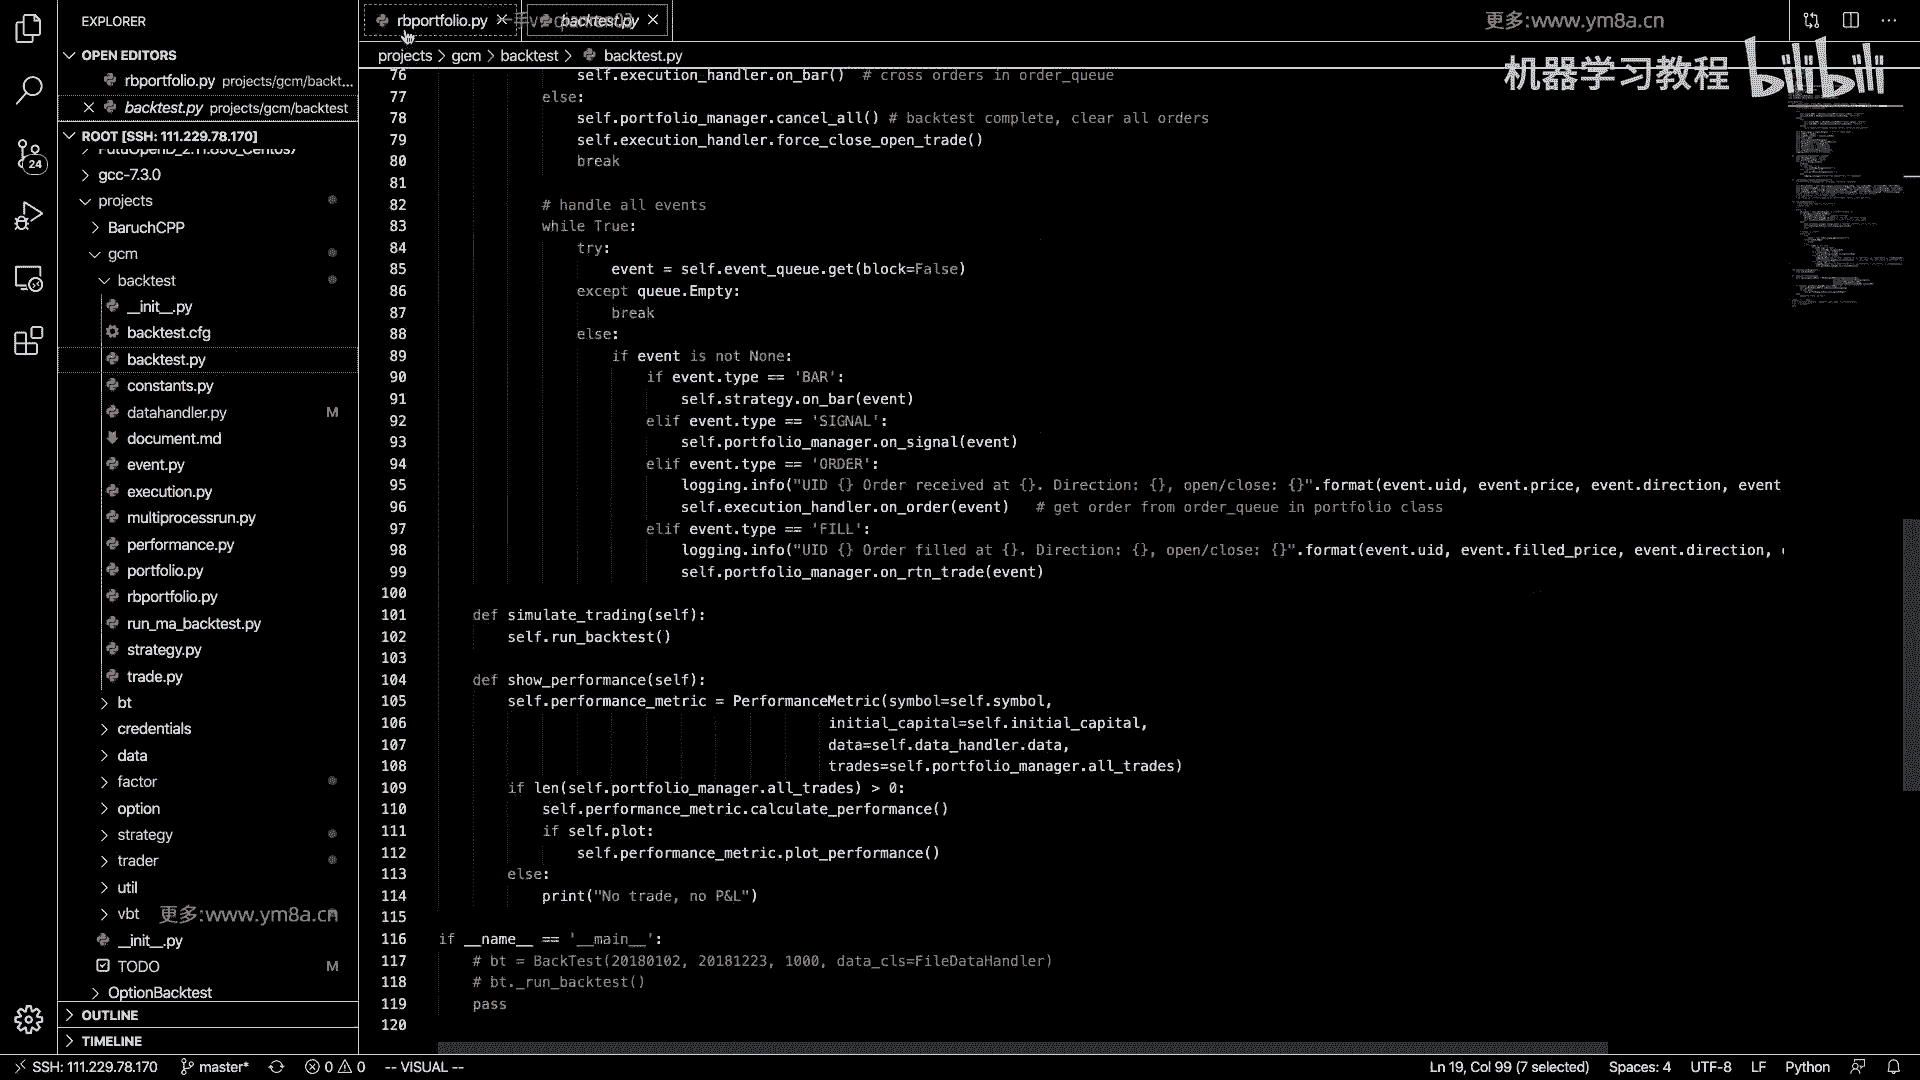 EXPLORER
OPEN EDITORS
rbportfolio.py projects/gcm/backt...
backtest.py projects/gcm/backtest
ROOT [SSH: 111.229.78.170]
gcc-7.3.0
projects
BaruchCPP
gcm
backtest
__init__.py
backtest.cfg
backtest.py
constants.py
datahandler.py M
document.md
event.py
execution.py
multiprocessrun.py
performance.py
portfolio.py
rbportfolio.py
run_ma_backtest.py
strategy.py
trade.py
bt
credentials
data
factor
option
strategy
trader
util
vbt
更多:www.ym8a.cn
__init__.py
TODO M
OptionBacktest
OUTLINE
TIMELINE
24
rbportfolio.py
backtest.py
更多:www.ym8a.cn
机器学习教程 bilibili
projects > gcm > backtest > backtest.py
76 self.execution_handler.on_bar()  # cross orders in order_queue
77 else:
78 self.portfolio_manager.cancel_all() # backtest complete, clear all orders
79 self.execution_handler.force_close_open_trade()
80 break
81
82 # handle all events
83 while True:
84 try:
85 event = self.event_queue.get(block=False)
86 except queue.Empty:
87 break
88 else:
89 if event is not None:
90 if event.type == 'BAR':
91 self.strategy.on_bar(event)
92 elif event.type == 'SIGNAL':
93 self.portfolio_manager.on_signal(event)
94 elif event.type == 'ORDER':
95 logging.info("UID {} Order received at {}. Direction: {}, open/close: {}".format(event.uid, event.price, event.direction, event
96 self.execution_handler.on_order(event)   # get order from order_queue in portfolio class
97 elif event.type == 'FILL':
98 logging.info("UID {} Order filled at {}. Direction: {}, open/close: {}".format(event.uid, event.filled_price, event.direction,
99 self.portfolio_manager.on_rtn_trade(event)
100
101 def simulate_trading(self):
102 self.run_backtest()
103
104 def show_performance(self):
105 self.performance_metric = PerformanceMetric(symbol=self.symbol,
106 initial_capital=self.initial_capital,
107 data=self.data_handler.data,
108 trades=self.portfolio_manager.all_trades)
109 if len(self.portfolio_manager.all_trades) > 0:
110 self.performance_metric.calculate_performance()
111 if self.plot:
112 self.performance_metric.plot_performance()
113 else:
114 print("No trade, no P&L")
115
116 if __name__ == '__main__':
117 # bt = BackTest(20180102, 20181223, 1000, data_cls=FileDataHandler)
118 # bt._run_backtest()
119 pass
120
SSH: 111.229.78.170 master* 0 0 -- VISUAL -- Ln 19, Col 99 (7 selected) Spaces: 4 UTF-8 LF Python